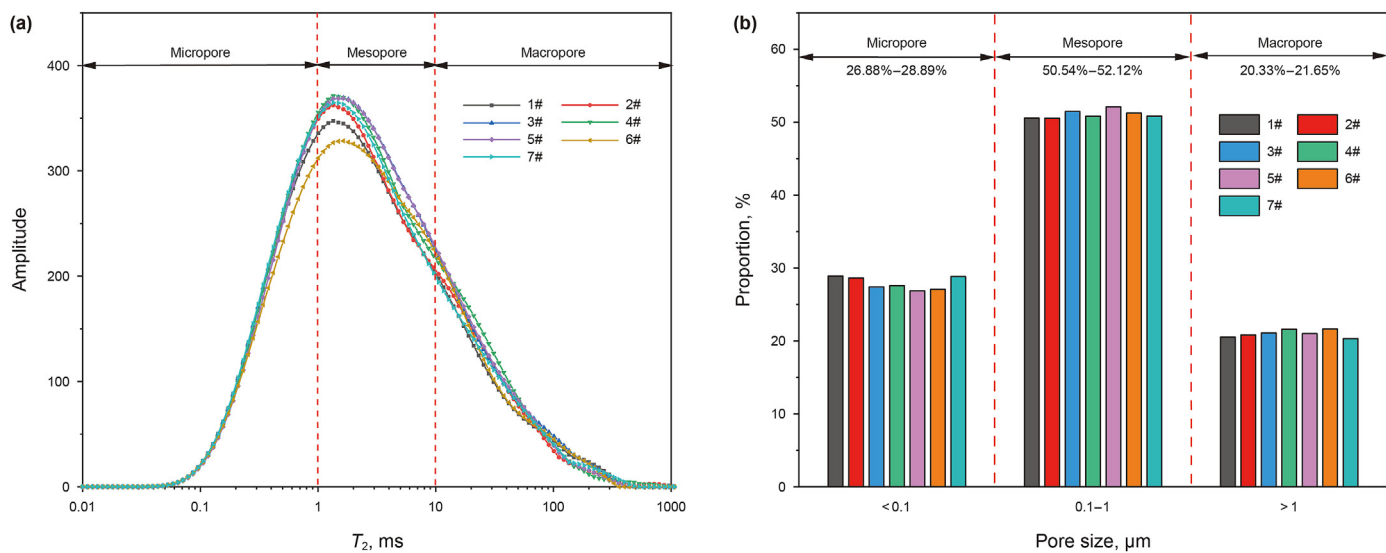 (a)
Micropore Mesopore Macropore
400
300
200
100
0
Amplitude
1# 2#
3# 4#
5# 6#
7#
0.01 0.1 1 10 100 1000
T₂, ms
(b)
Micropore Mesopore Macropore
26.88%–28.89% 50.54%–52.12% 20.33%–21.65%
60
50
40
30
20
10
0
Proportion, %
1# 2#
3# 4#
5# 6#
7#
<0.1 0.1–1 >1
Pore size, µm